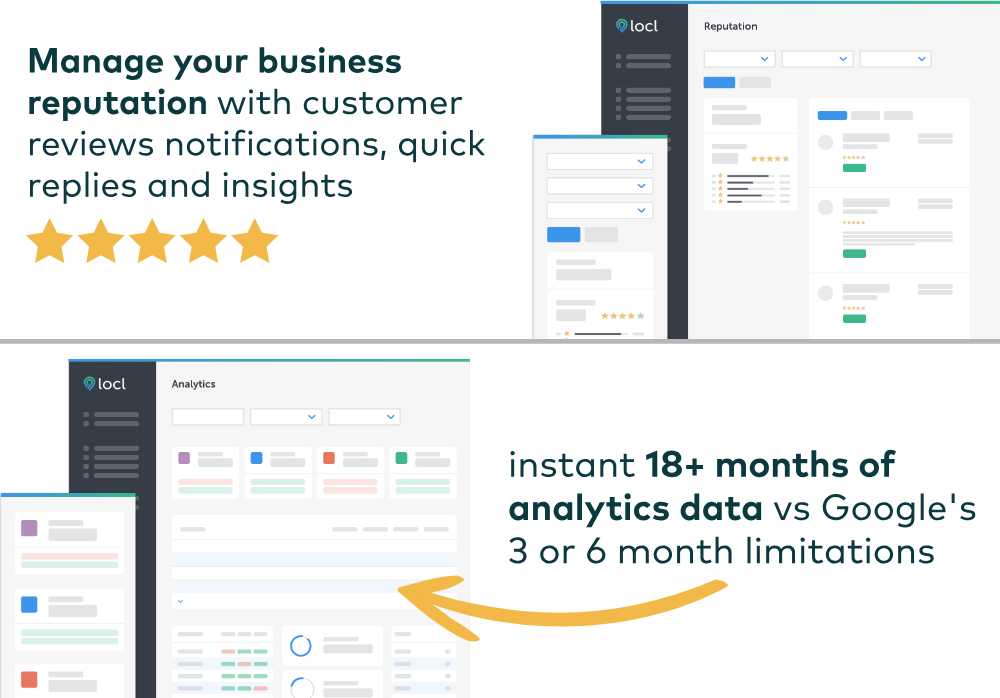 Manage your business
reputation with customer
reviews notifications, quick
replies and insights
locl
Reputation
locl
Analytics
instant 18+ months of
analytics data vs Google's
3 or 6 month limitations